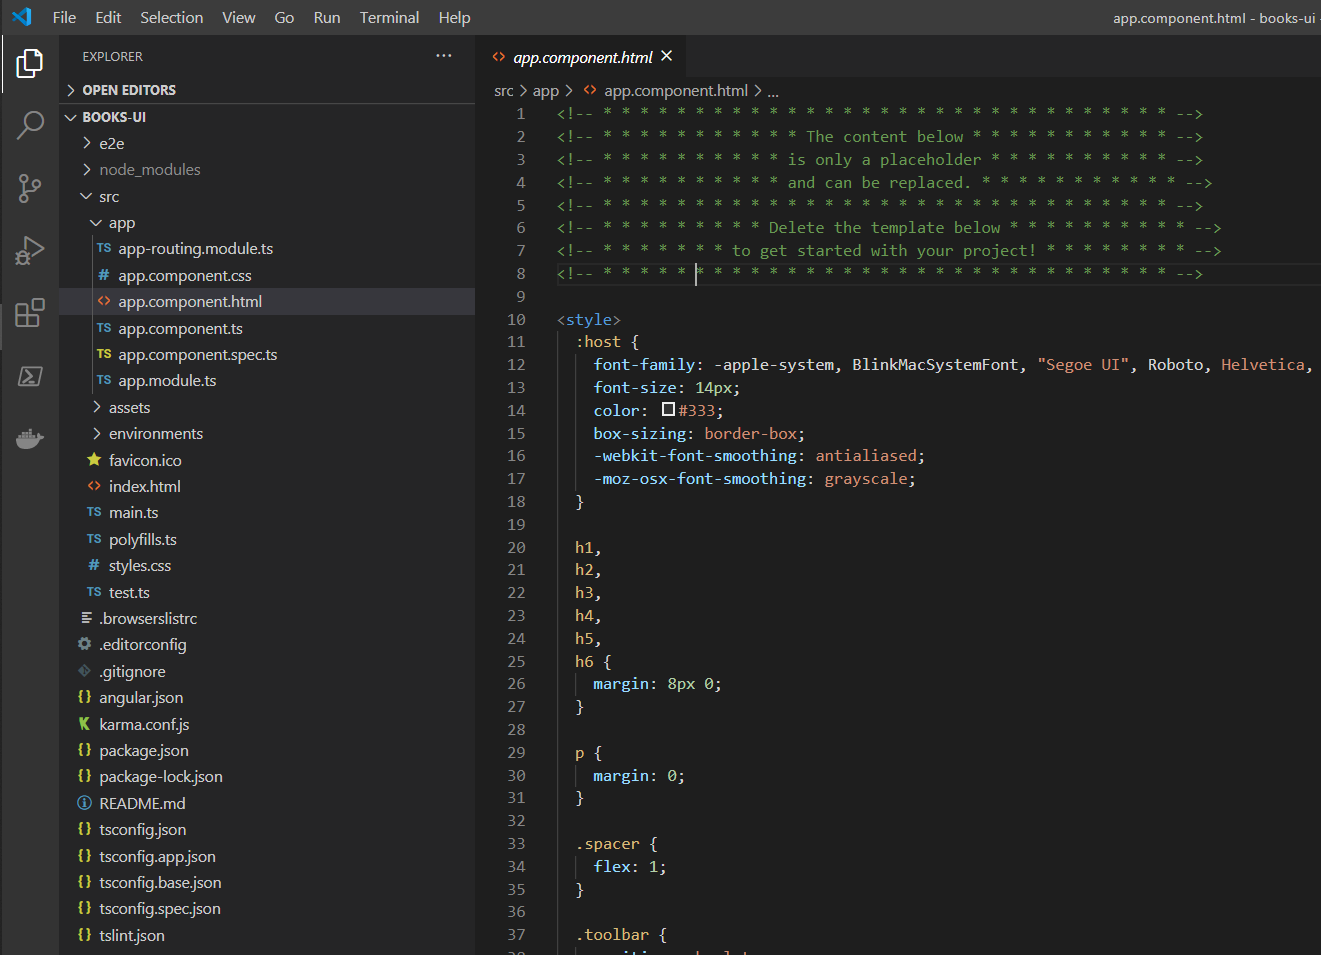 File Edit Selection View Go Run Terminal Help
app.component.html - books-ui
EXPLORER
···
OPEN EDITORS
BOOKS-UI
e2e
node_modules
src
app
TS app-routing.module.ts
# app.component.css
<> app.component.html
TS app.component.ts
TS app.component.spec.ts
TS app.module.ts
assets
environments
favicon.ico
<> index.html
TS main.ts
TS polyfills.ts
# styles.css
TS test.ts
.browserslistrc
.editorconfig
.gitignore
{} angular.json
K karma.conf.js
{} package.json
{} package-lock.json
README.md
{} tsconfig.json
{} tsconfig.app.json
{} tsconfig.base.json
{} tsconfig.spec.json
{} tslint.json
<> app.component.html ×
src > app > <> app.component.html > ...
1 <!-- * * * * * * * * * * * * * * * * * * * * * * * * * * * * * * * -->
2 <!-- * * * * * * * * * * * The content below * * * * * * * * * * * -->
3 <!-- * * * * * * * * * * is only a placeholder * * * * * * * * * * -->
4 <!-- * * * * * * * * * * and can be replaced. * * * * * * * * * * * -->
5 <!-- * * * * * * * * * * * * * * * * * * * * * * * * * * * * * * * -->
6 <!-- * * * * * * * * * Delete the template below * * * * * * * * * * -->
7 <!-- * * * * * * * to get started with your project! * * * * * * * * -->
8 <!-- * * * * * * * * * * * * * * * * * * * * * * * * * * * * * * * -->
9
10 <style>
11 :host {
12 font-family: -apple-system, BlinkMacSystemFont, "Segoe UI", Roboto, Helvetica,
13 font-size: 14px;
14 color: #333;
15 box-sizing: border-box;
16 -webkit-font-smoothing: antialiased;
17 -moz-osx-font-smoothing: grayscale;
18 }
19
20 h1,
21 h2,
22 h3,
23 h4,
24 h5,
25 h6 {
26 margin: 8px 0;
27 }
28
29 p {
30 margin: 0;
31 }
32
33 .spacer {
34 flex: 1;
35 }
36
37 .toolbar {